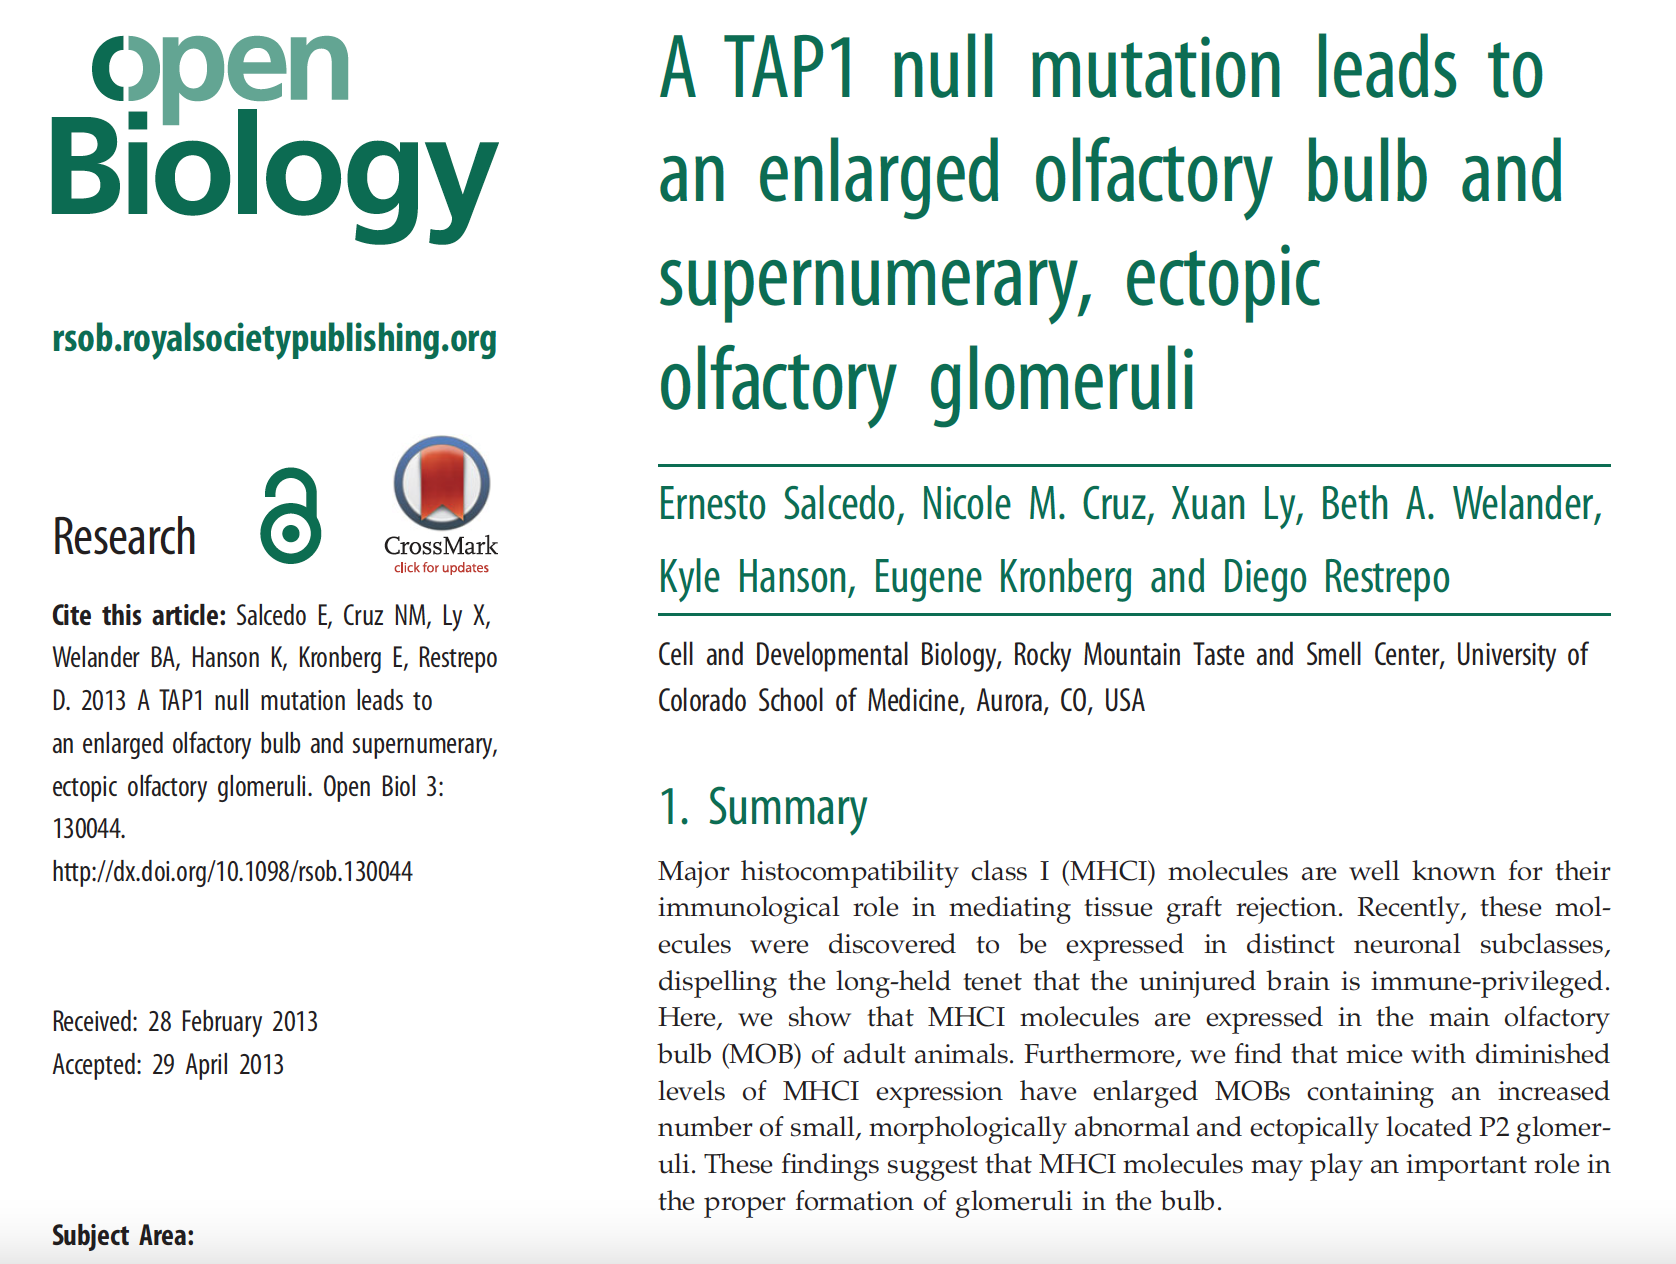 open
Biology
rsob.royalsocietypublishing.org
Research
CrossMark
click for updates
Cite this article: Salcedo E, Cruz NM, Ly X,
Welander BA, Hanson K, Kronberg E, Restrepo
D. 2013 A TAP1 null mutation leads to
an enlarged olfactory bulb and supernumerary,
ectopic olfactory glomeruli. Open Biol 3:
130044.
http://dx.doi.org/10.1098/rsob.130044
Received: 28 February 2013
Accepted: 29 April 2013
Subject Area:
A TAP1 null mutation leads to
an enlarged olfactory bulb and
supernumerary, ectopic
olfactory glomeruli
Ernesto Salcedo, Nicole M. Cruz, Xuan Ly, Beth A. Welander,
Kyle Hanson, Eugene Kronberg and Diego Restrepo
Cell and Developmental Biology, Rocky Mountain Taste and Smell Center, University of
Colorado School of Medicine, Aurora, CO, USA
1. Summary
Major histocompatibility class I (MHCI) molecules are well known for their
immunological role in mediating tissue graft rejection. Recently, these mol-
ecules were discovered to be expressed in distinct neuronal subclasses,
dispelling the long-held tenet that the uninjured brain is immune-privileged.
Here, we show that MHCI molecules are expressed in the main olfactory
bulb (MOB) of adult animals. Furthermore, we find that mice with diminished
levels of MHCI expression have enlarged MOBs containing an increased
number of small, morphologically abnormal and ectopically located P2 glomer-
uli. These findings suggest that MHCI molecules may play an important role in
the proper formation of glomeruli in the bulb.